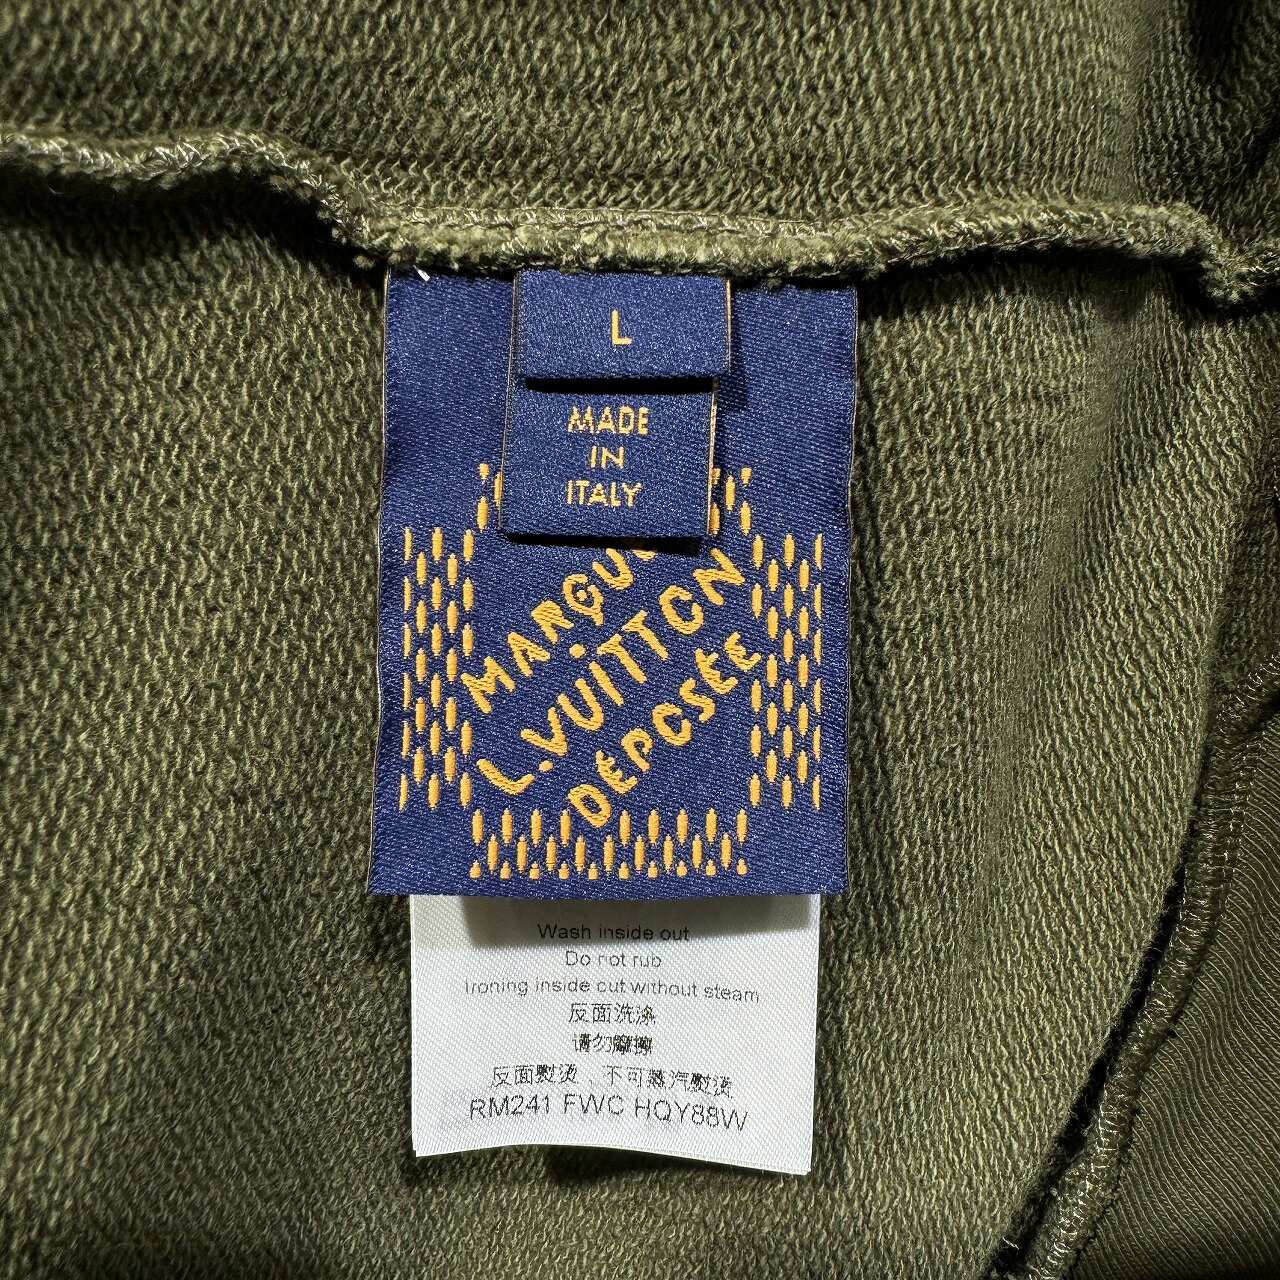 L
MADE
IN
ITALY
MARQU
L.VUITTON
DÉPOSÉE
Wash inside out
Do not rub
Ironing inside out without steam
反面洗涤
请勿摩擦
反面熨烫﹑不可蒸汽熨烫
RM241 FWC HQY88W